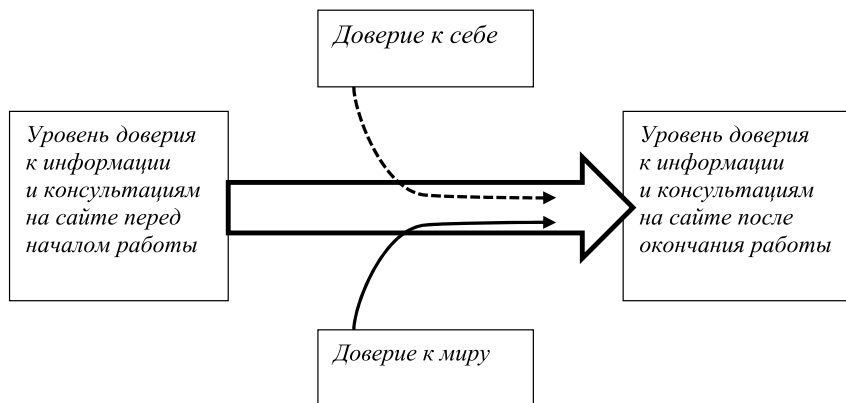 Доверие к себе
Уровень доверия
к информации
и консультациям
на сайте перед
началом работы
Уровень доверия
к информации
и консультациям
на сайте после
окончания работы
Доверие к миру